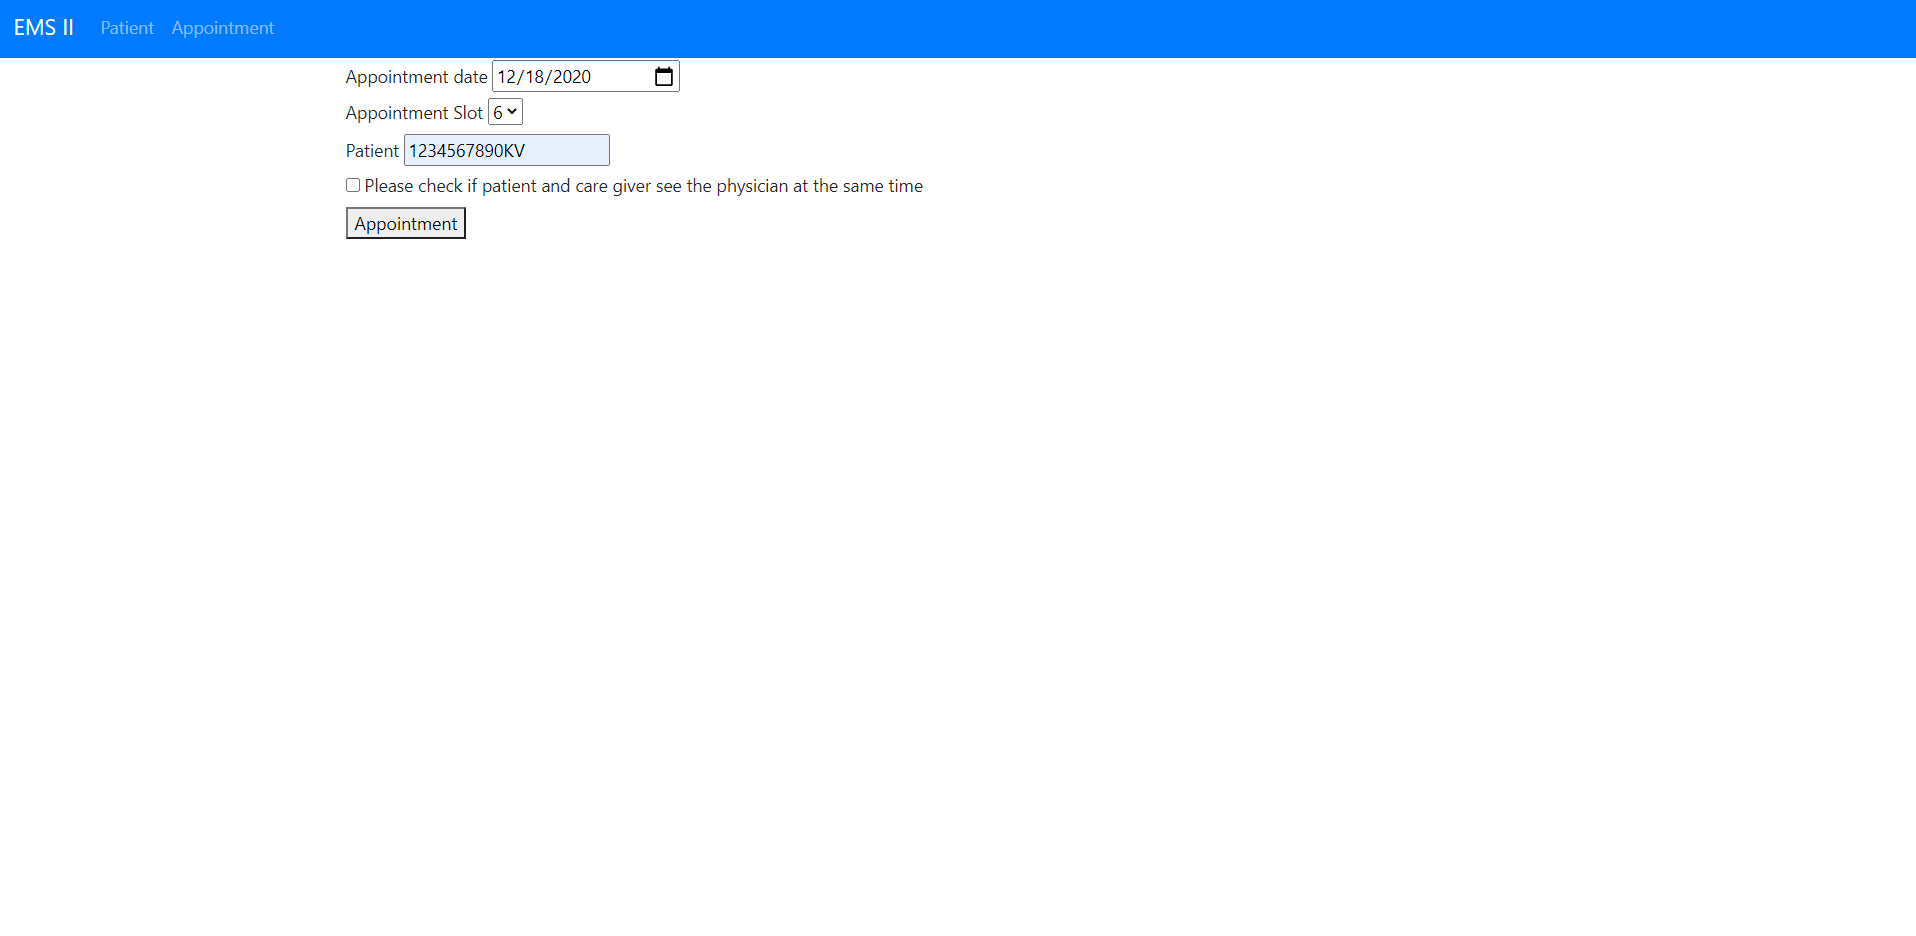 EMS II Patient Appointment
Appointment date 12/18/2020
Appointment Slot 6
Patient 1234567890KV
Please check if patient and care giver see the physician at the same time
Appointment